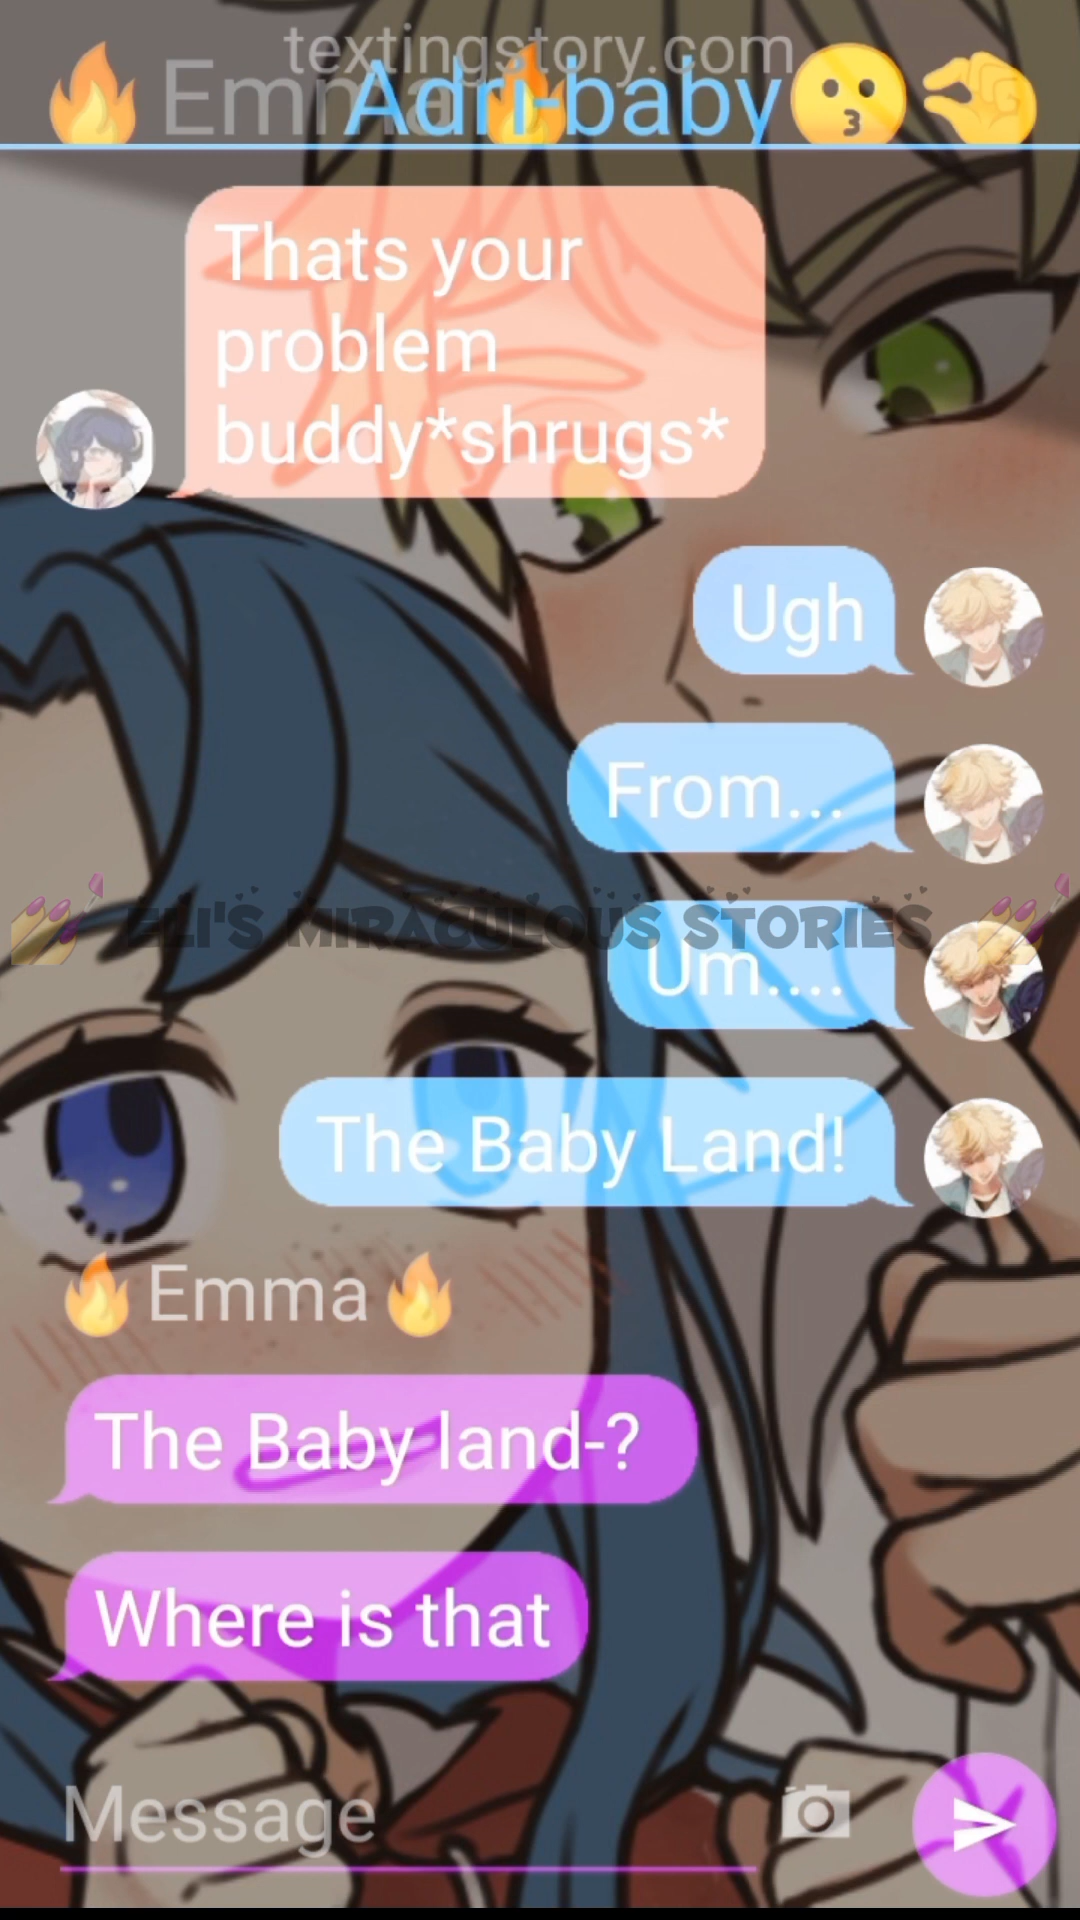 textingstory.com
🔥 Emma 🔥
Adri-baby😗🤏
Thats your
problem
buddy*shrugs*
Ugh
From...
ELI'S MIRACULOUS STORIES
Um....
The Baby Land!
🔥 Emma 🔥
The Baby land-?
Where is that
Message